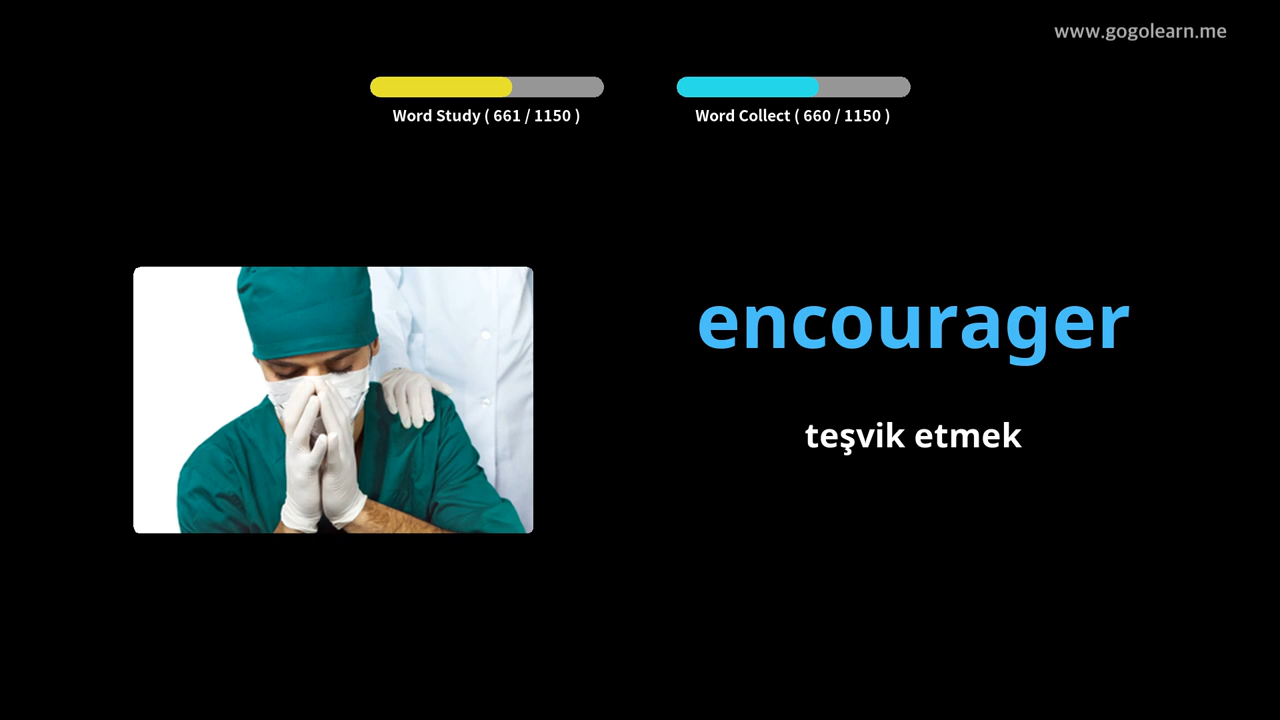 www.gogolearn.me
Word Study ( 661 / 1150 )
Word Collect ( 660 / 1150 )
encourager
teşvik etmek